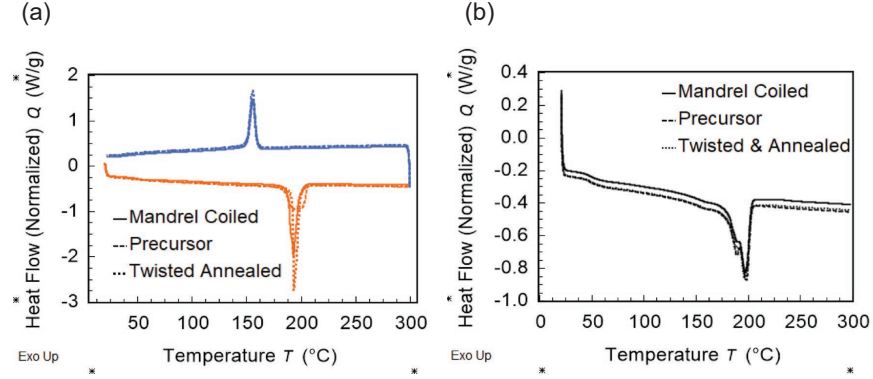 (a)
Heat Flow (Normalized) Q (W/g)
2
1
0
-1
-2
-3
Mandrel Coiled
Precursor
Twisted Annealed
50
100
150
200
250
300
Exo Up
Temperature T (°C)
(b)
Heat Flow (Normalized) Q (W/g)
0.4
0.2
0.0
-0.2
-0.4
-0.6
-0.8
-1.0
Mandrel Coiled
Precursor
Twisted & Annealed
0
50
100
150
200
250
300
Exo Up
Temperature T (°C)